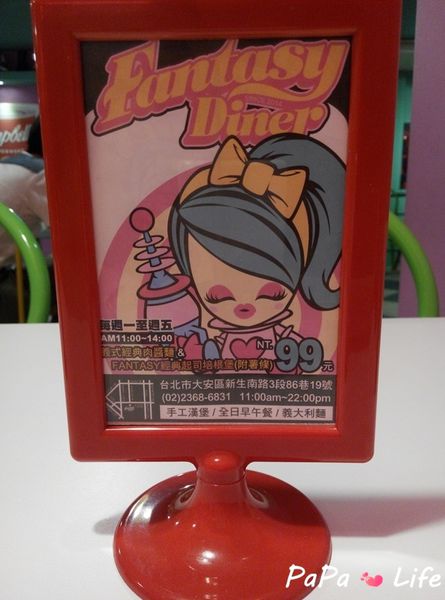 Fantasy
Diner
每週一至週五
AM11:00~14:00
義式經典肉醬麵 &
FANTASY經典起司培根堡(附薯條)
NT. 99元
台北市大安區新生南路3段86巷19號
(02)2368-6831 11:00am~22:00pm
手工漢堡 / 全日早午餐 / 義大利麵
PaPa Life